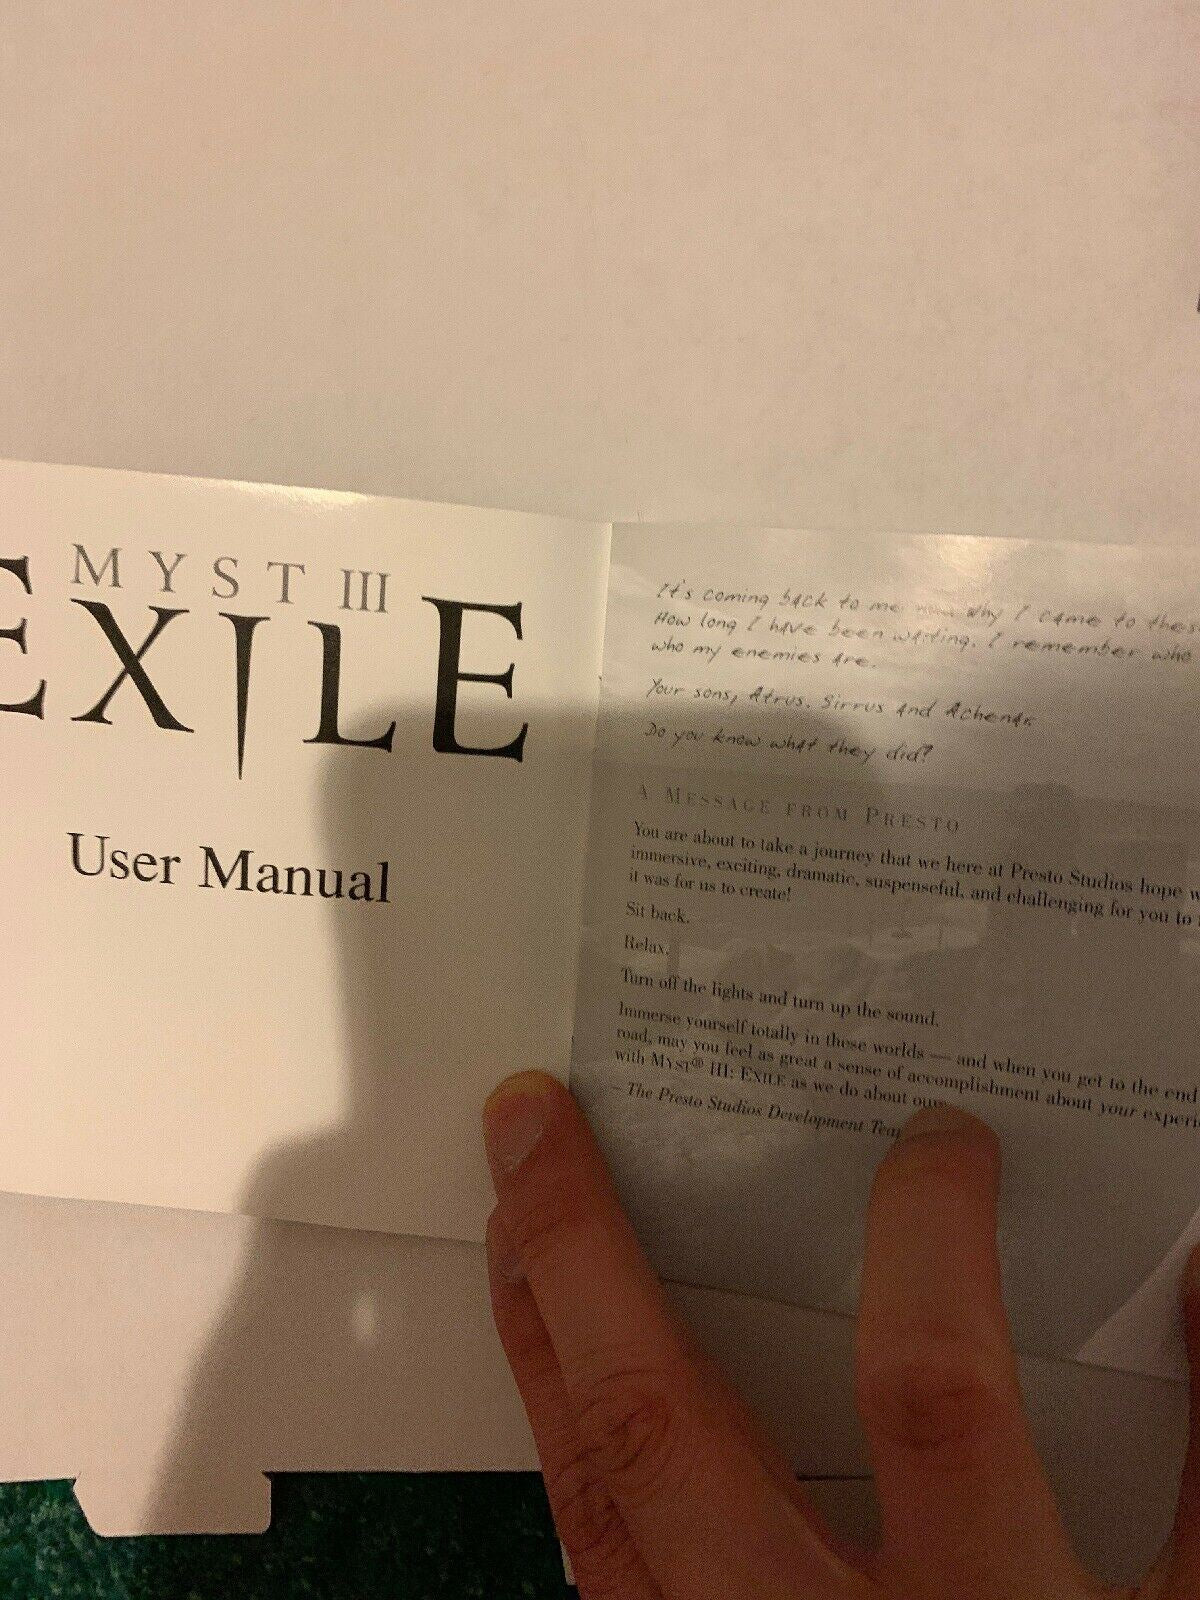 MYST III
EXILE
User Manual
It's coming back to me now. Why I came to these
How long I have been waiting. I remember who
who my enemies are.
Your sons, Atrus. Sirrus and Achenar.
Do you know what they did?
A MESSAGE FROM PRESTO
You are about to take a journey that we here at Presto Studios hope
immersive, exciting, dramatic, suspenseful, and challenging for you to
it was for us to create!
Sit back.
Relax.
Turn off the lights and turn up the sound.
Immerse yourself totally in these worlds — and when you get to the end
road, may you feel as great a sense of accomplishment about your
with MYST® III: EXILE as we do about ours.
– The Presto Studios Development